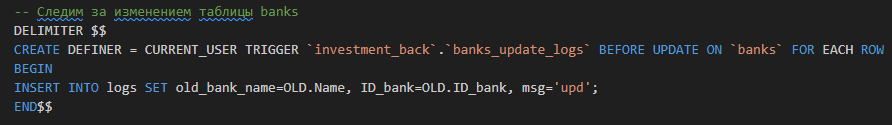 -- Следим за изменением таблицы banks
DELIMITER $$
CREATE DEFINER = CURRENT_USER TRIGGER `investment_back`.`banks_update_logs` BEFORE UPDATE ON `banks` FOR EACH ROW
BEGIN
INSERT INTO logs SET old_bank_name=OLD.Name, ID_bank=OLD.ID_bank, msg='upd';
END$$